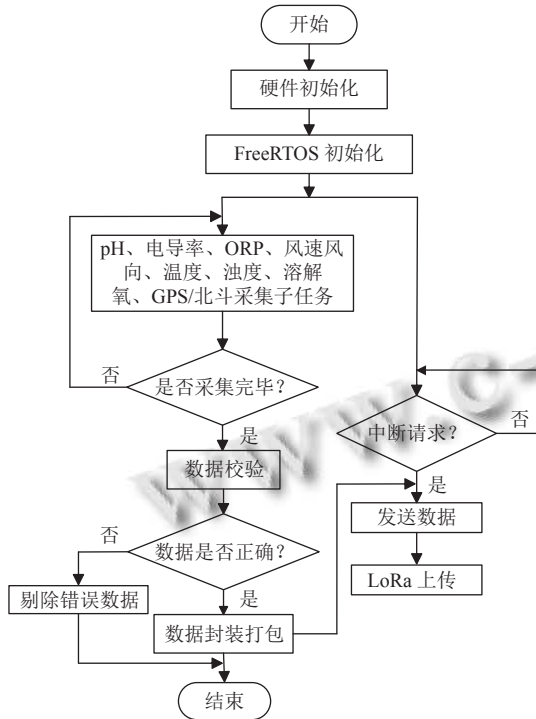 开始
硬件初始化
FreeRTOS 初始化
pH、电导率、ORP、风速风
向、温度、浊度、溶解
氧、GPS/北斗采集子任务
否
是否采集完毕?
是
中断请求?
否
数据校验
是
发送数据
否
数据是否正确?
LoRa 上传
是
剔除错误数据
数据封装打包
结束
www.c-